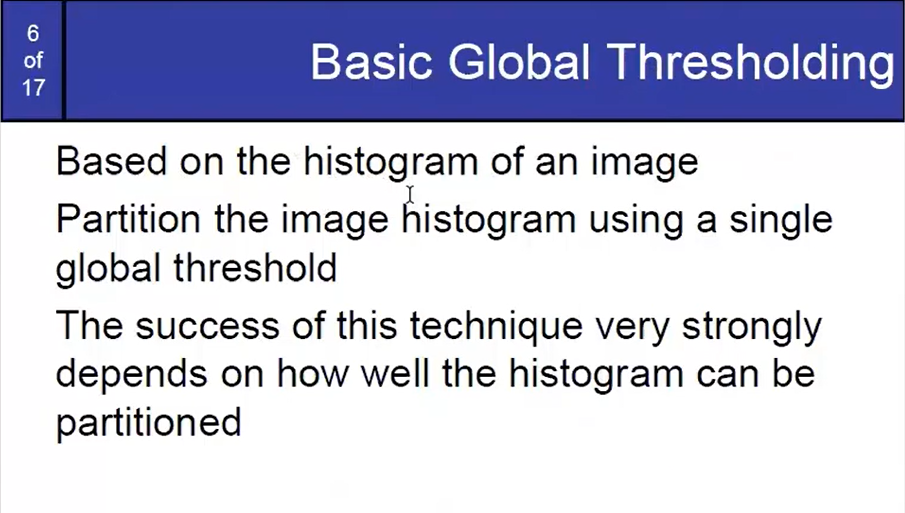 6
of
17
Basic Global Thresholding
Based on the histogram of an image
Partition the image histogram using a single
global threshold
The success of this technique very strongly
depends on how well the histogram can be
partitioned